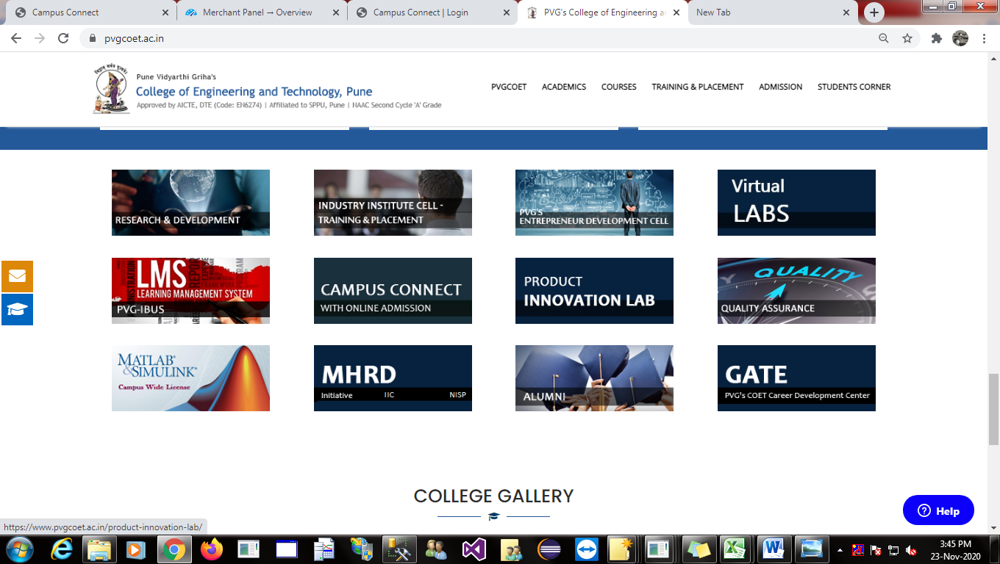 Campus Connect
Merchant Panel → Overview
Campus Connect | Login
PVG's College of Engineering a
New Tab
pvgcoet.ac.in
Pune Vidyarthi Griha's
College of Engineering and Technology, Pune
Approved by AICTE, DTE (Code: EN6274) | Affiliated to SPPU, Pune | NAAC Second Cycle 'A' Grade
PVGCOET
ACADEMICS
COURSES
TRAINING & PLACEMENT
ADMISSION
STUDENTS CORNER
RESEARCH & DEVELOPMENT
INDUSTRY INSTITUTE CELL -
TRAINING & PLACEMENT
PVG'S
ENTREPRENEUR DEVELOPMENT CELL
Virtual
LABS
LMS
LEARNING MANAGEMENT SYSTEM
PVG-IBUS
CAMPUS CONNECT
WITH ONLINE ADMISSION
PRODUCT
INNOVATION LAB
QUALITY
QUALITY ASSURANCE
MATLAB®
&SIMULINK®
Campus Wide License
MHRD
Initiative IIC NISP
ALUMNI
GATE
PVG's COET Career Development Center
COLLEGE GALLERY
Help
https://www.pvgcoet.ac.in/product-innovation-lab/
3:45 PM
23-Nov-2020